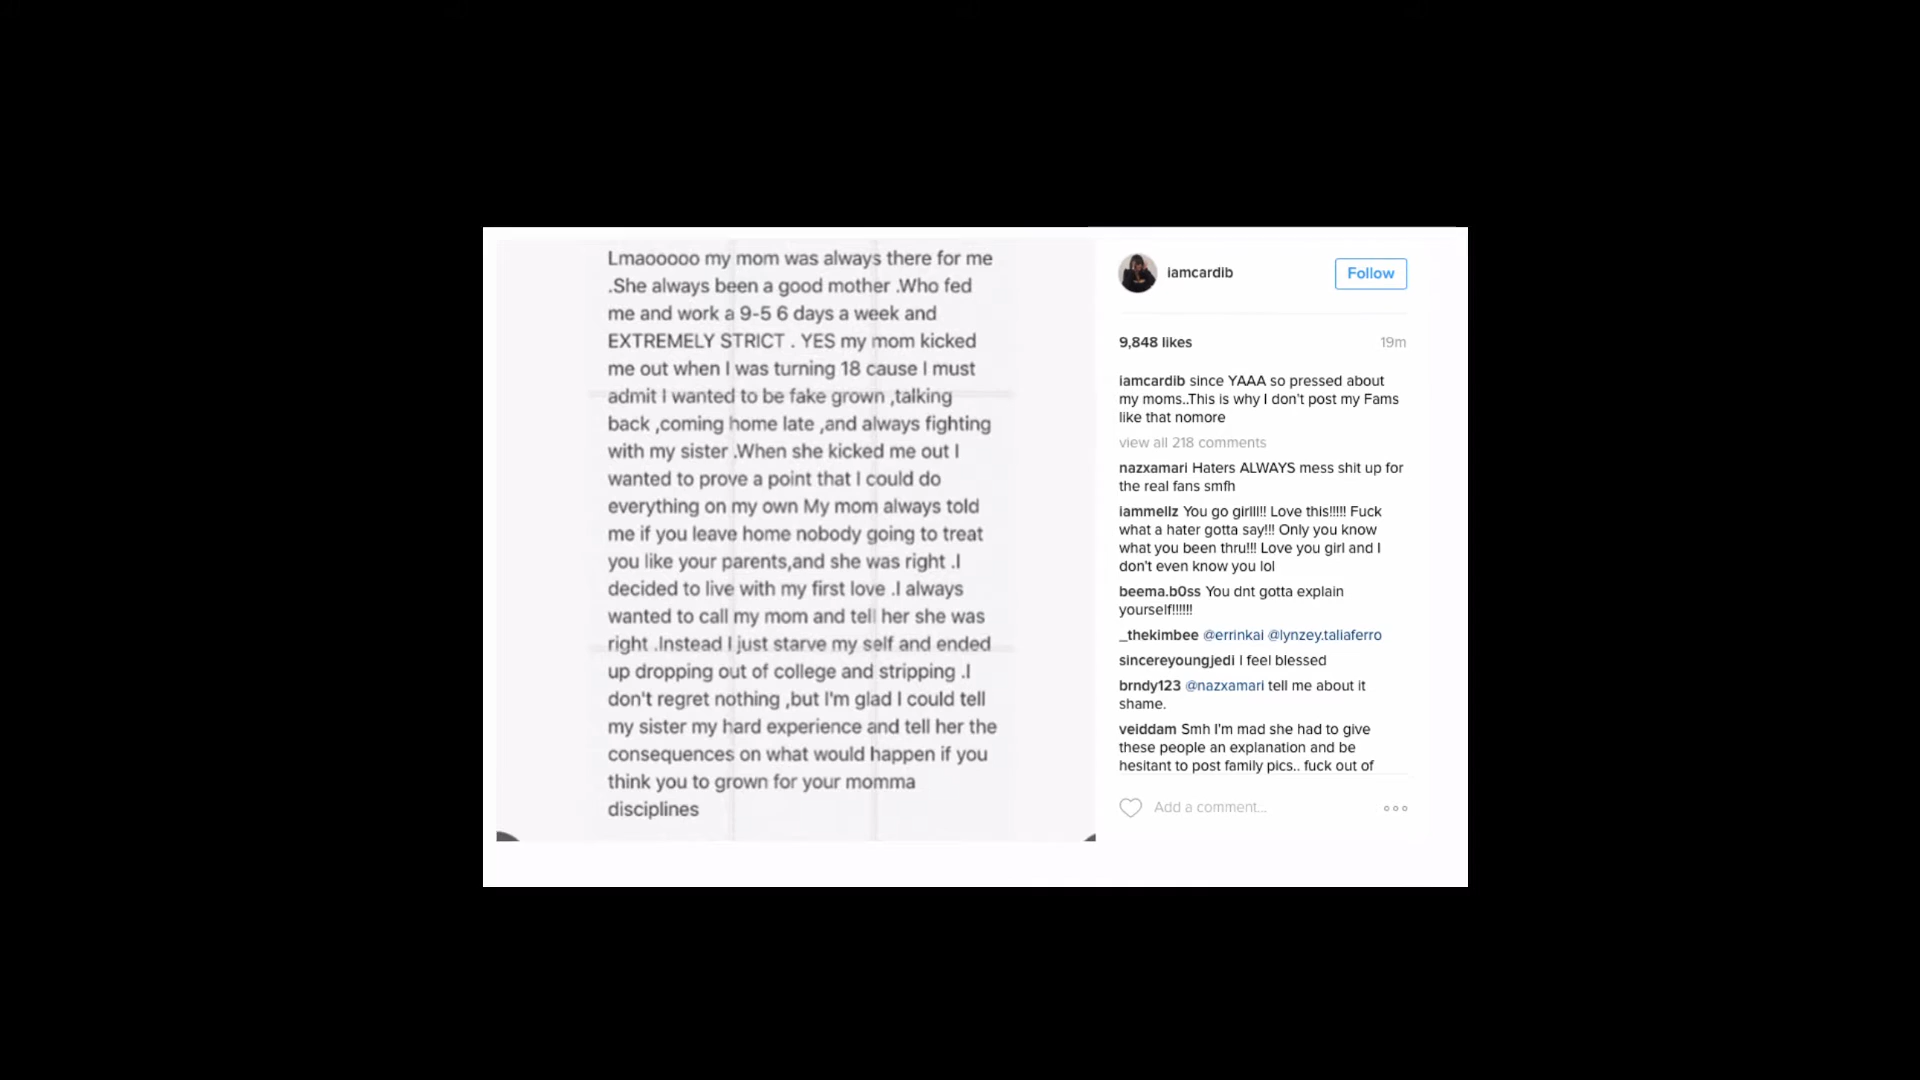 Lmaooooo my mom was always there for me
.She always been a good mother .Who fed
me and work a 9-5 6 days a week and
EXTREMELY STRICT . YES my mom kicked
me out when I was turning 18 cause I must
admit I wanted to be fake grown ,talking
back ,coming home late ,and always fighting
with my sister .When she kicked me out I
wanted to prove a point that I could do
everything on my own My mom always told
me if you leave home nobody going to treat
you like your parents,and she was right .I
decided to live with my first love .I always
wanted to call my mom and tell her she was
right .Instead I just starve my self and ended
up dropping out of college and stripping .I
don't regret nothing ,but I'm glad I could tell
my sister my hard experience and tell her the
consequences on what would happen if you
think you to grown for your momma
disciplines
iamcardib
Follow
9,848 likes 19m
iamcardib since YAAA so pressed about
my moms..This is why I don't post my Fams
like that nomore
view all 218 comments
nazxamari Haters ALWAYS mess shit up for
the real fans smfh
iammellz You go girlll!! Love this!!!!! Fuck
what a hater gotta say!!! Only you know
what you been thru!!! Love you girl and I
don't even know you lol
beema.b0ss You dnt gotta explain
yourself!!!!!!
_thekimbee @errinkai @lynzey.taliaferro
sincereyoungjedi I feel blessed
brndy123 @nazxamari tell me about it
shame.
veiddam Smh I'm mad she had to give
these people an explanation and be
hesitant to post family pics.. fuck out of
Add a comment...